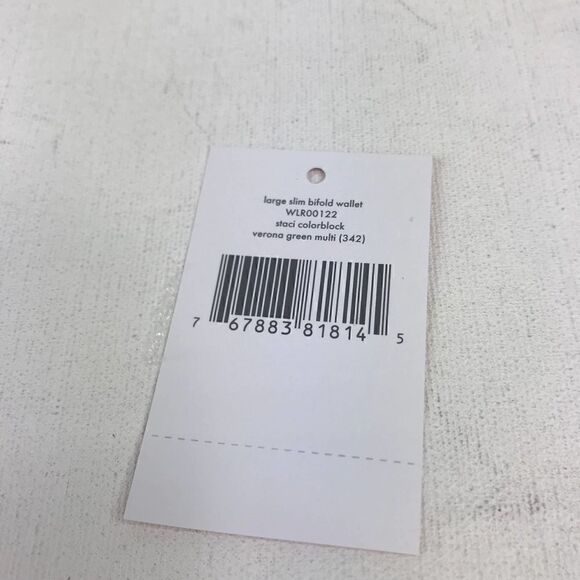 large slim bifold wallet
WLR00122
staci colorblock
verona green multi (342)
7 67883 81814 5